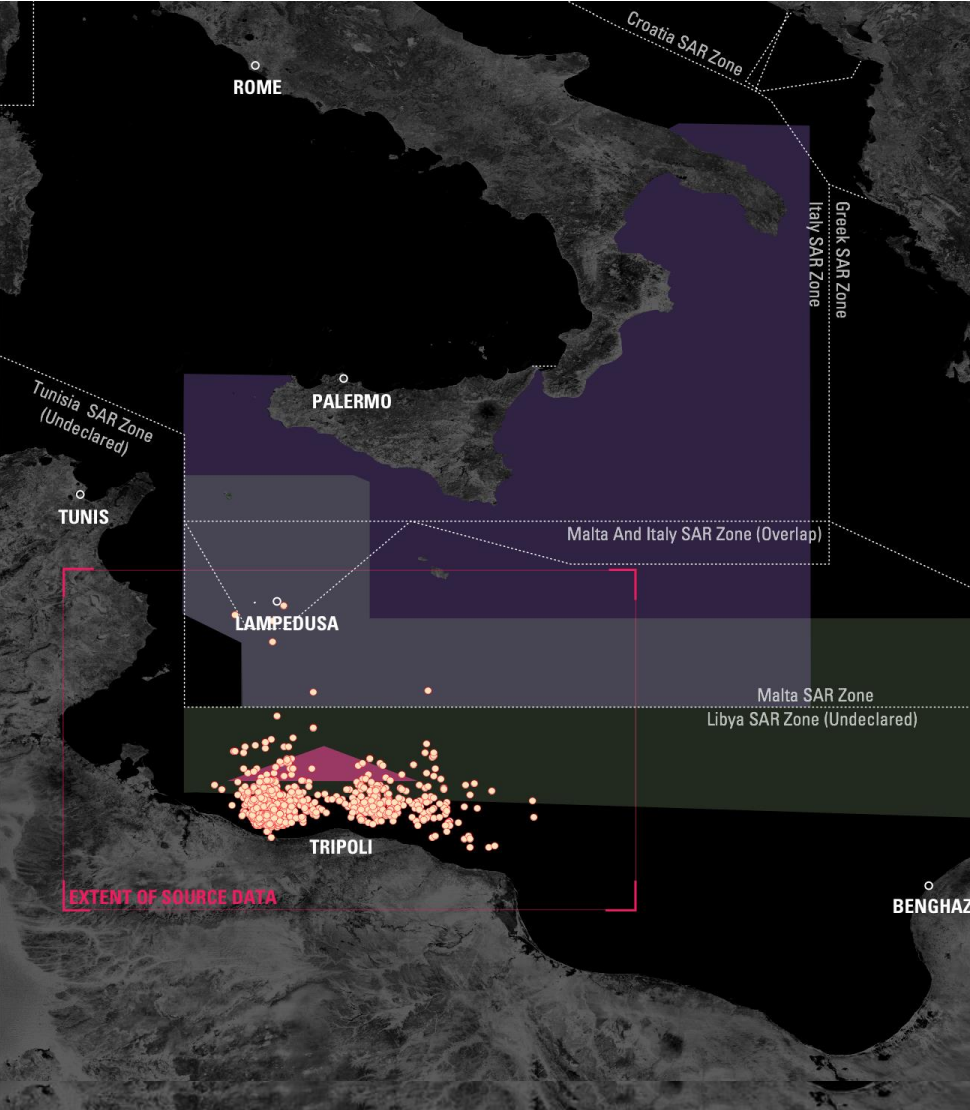 Croatia SAR Zone
ROME
Greek SAR Zone
Italy SAR Zone
Tunisia SAR Zone
(Undeclared)
PALERMO
TUNIS
Malta And Italy SAR Zone (Overlap)
LAMPEDUSA
Malta SAR Zone
Libya SAR Zone (Undeclared)
TRIPOLI
EXTENT OF SOURCE DATA
BENGHAZ